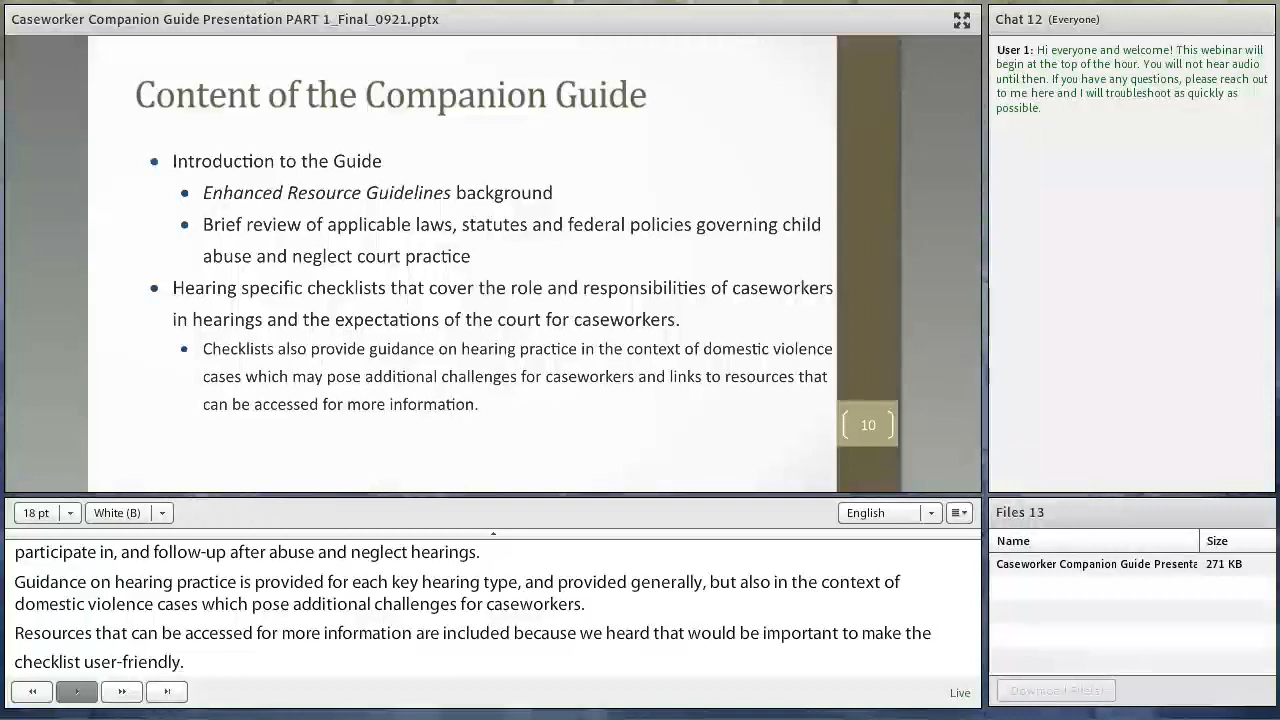 Caseworker Companion Guide Presentation PART 1_Final_0921.pptx
Content of the Companion Guide
Introduction to the Guide
Enhanced Resource Guidelines background
Brief review of applicable laws, statutes and federal policies governing child
abuse and neglect court practice
Hearing specific checklists that cover the role and responsibilities of caseworkers
in hearings and the expectations of the court for caseworkers.
Checklists also provide guidance on hearing practice in the context of domestic violence
cases which may pose additional challenges for caseworkers and links to resources that
can be accessed for more information.
10
Chat 12 (Everyone)
User 1: Hi everyone and welcome! This webinar will
begin at the top of the hour. You will not hear audio
until then. If you have any questions, please reach out
to me here and I will troubleshoot as quickly as
possible.
18 pt
White (B)
English
participate in, and follow-up after abuse and neglect hearings.
Guidance on hearing practice is provided for each key hearing type, and provided generally, but also in the context of
domestic violence cases which pose additional challenges for caseworkers.
Resources that can be accessed for more information are included because we heard that would be important to make the
checklist user-friendly.
Live
Files 13
Name Size
Caseworker Companion Guide Presenta 271 KB
Download File(s)